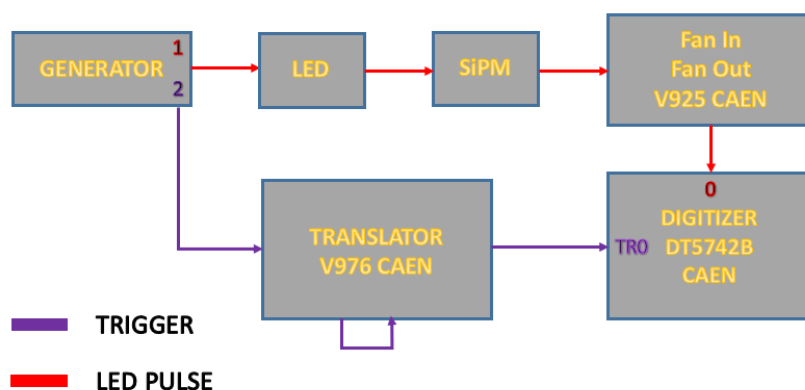 GENERATOR
1
2
LED
SiPM
Fan In
Fan Out
V925 CAEN
TRANSLATOR
V976 CAEN
0
DIGITIZER
TR0 DT5742B
CAEN
TRIGGER
LED PULSE